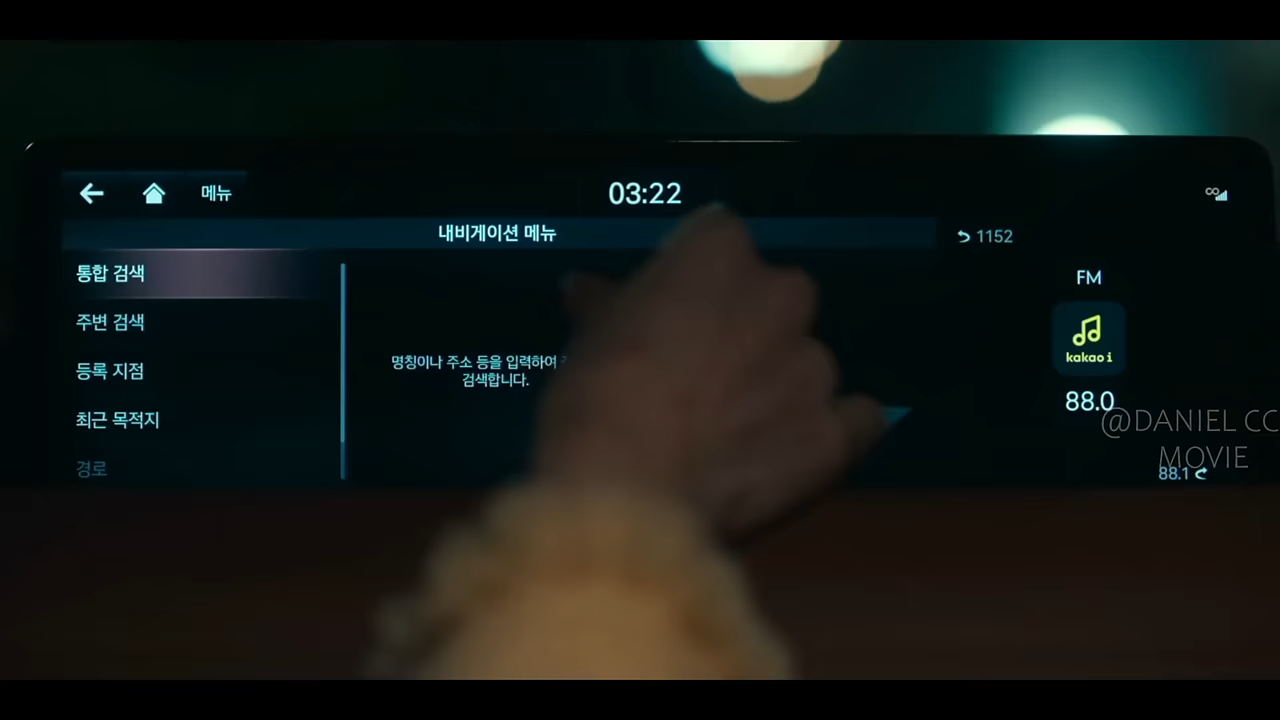 메뉴
03:22
내비게이션 메뉴
1152
통합 검색
주변 검색
등록 지점
최근 목적지
경로
명칭이나 주소 등을 입력하여
검색합니다.
FM
kakao i
88.0
88.1
@DANIEL CC
MOVIE